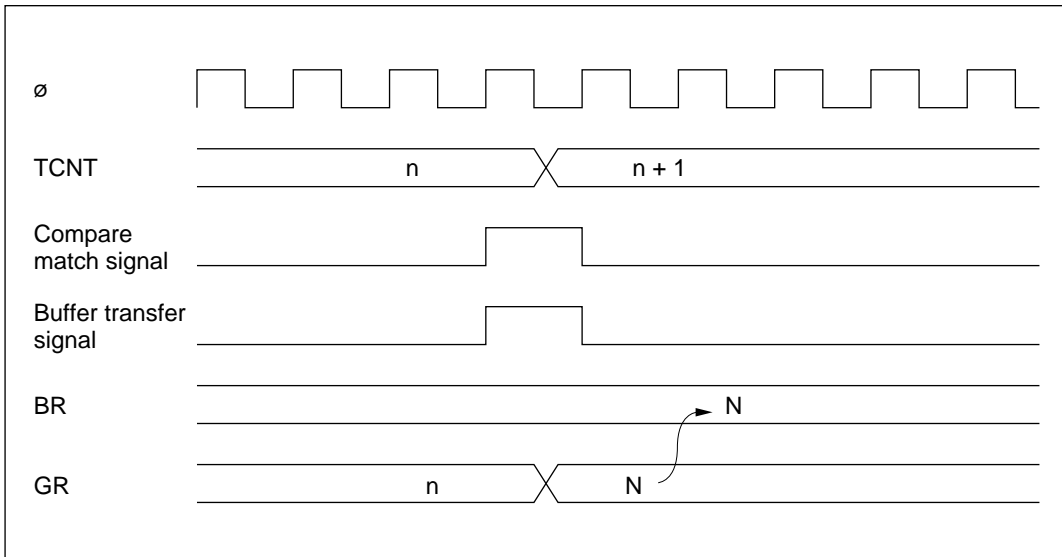 ø
TCNT
n
n + 1
Compare
match signal
Buffer transfer
signal
BR
N
GR
n
N